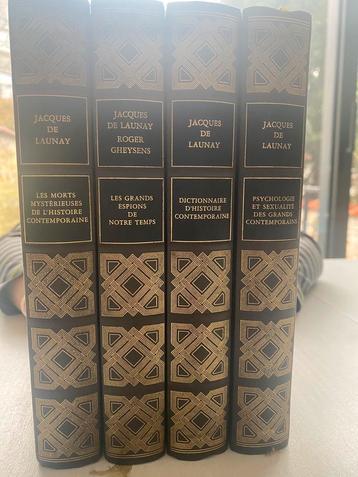 JACQUES
DE
LAUNAY
LES MORTS
MYSTÉRIEUSES
DE L'HISTOIRE
CONTEMPORAINE
JACQUES
DE LAUNAY
ROGER
GHEYSENS
LES GRANDS
ESPIONS
DE
NOTRE TEMPS
JACQUES
DE
LAUNAY
DICTIONNAIRE
D'HISTOIRE
CONTEMPORAINE
JACQUES
DE
LAUNAY
PSYCHOLOGIE
ET SEXUALITÉ
DES GRANDS
CONTEMPORAINS